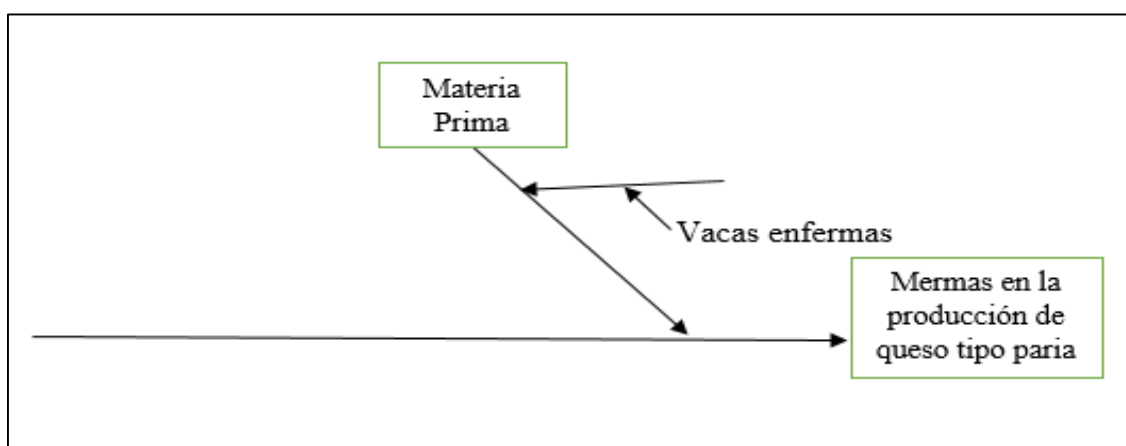 Materia
Prima
Vacas enfermas
Mermas en la
producción de
queso tipo paria